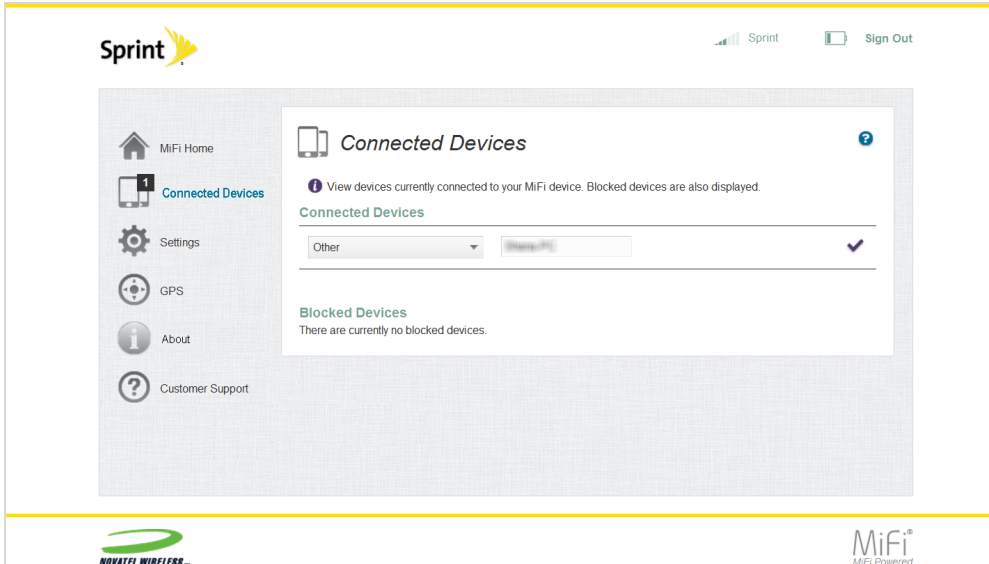 Sprint
Sprint
Sign Out
MiFi Home
1
Connected Devices
Settings
GPS
About
Customer Support
Connected Devices
?
i View devices currently connected to your MiFi device. Blocked devices are also displayed.
Connected Devices
Other
Blocked Devices
There are currently no blocked devices.
NOVATEL WIRELESS
MiFi®
MiFi Powered